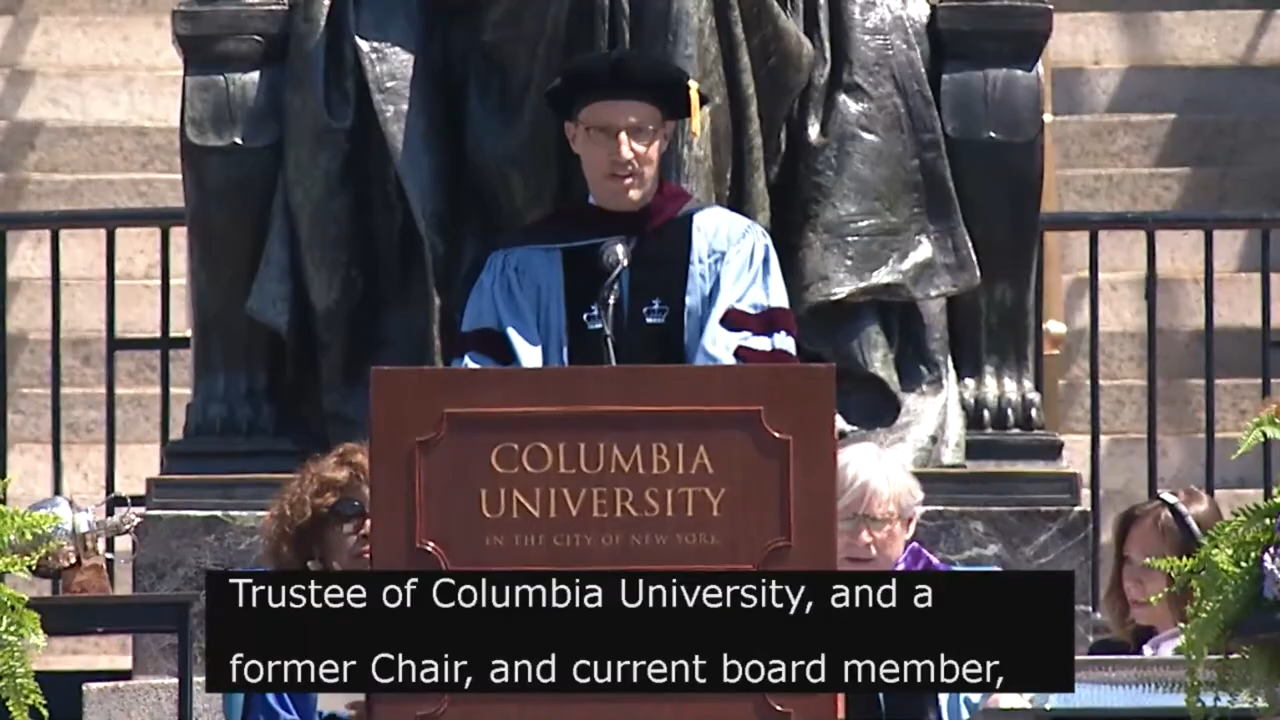 COLUMBIA
UNIVERSITY
IN THE CITY OF NEW YORK
Trustee of Columbia University, and a
former Chair, and current board member,